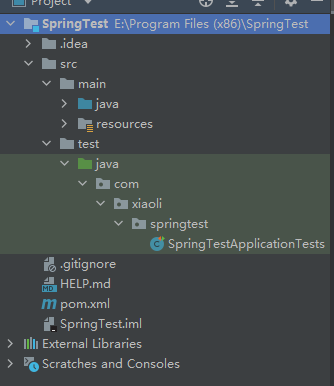 Project
SpringTest E:\Program Files (x86)\SpringTest
.idea
src
main
java
resources
test
java
com
xiaoli
springtest
SpringTestApplicationTests
.gitignore
HELP.md
pom.xml
SpringTest.iml
External Libraries
Scratches and Consoles